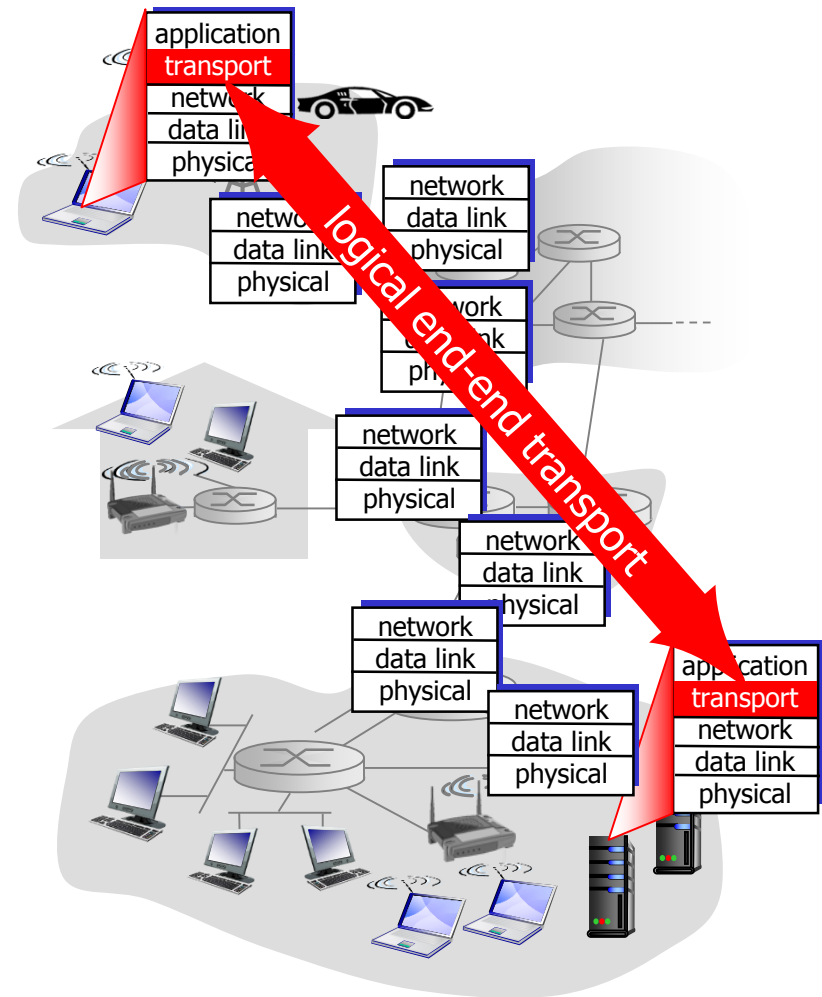 application
transport
network
data link
physical
network
data link
physical
network
data link
physical
logical end-end transport
network
data link
physical
network
data link
physical
network
data link
physical
network
data link
physical
application
transport
network
data link
physical